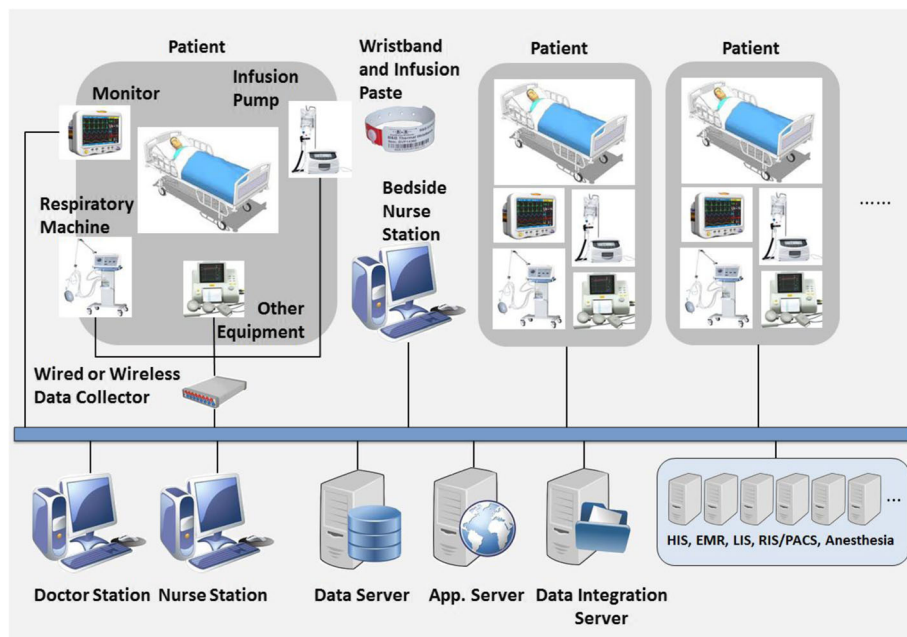 Patient
Wristband
and Infusion
Paste
Patient
Patient
Monitor
Infusion
Pump
Respiratory
Machine
Bedside
Nurse
Station
......
Other
Equipment
Wired or Wireless
Data Collector
...
HIS, EMR, LIS, RIS/PACS, Anesthesia
Doctor Station
Nurse Station
Data Server
App. Server
Data Integration
Server